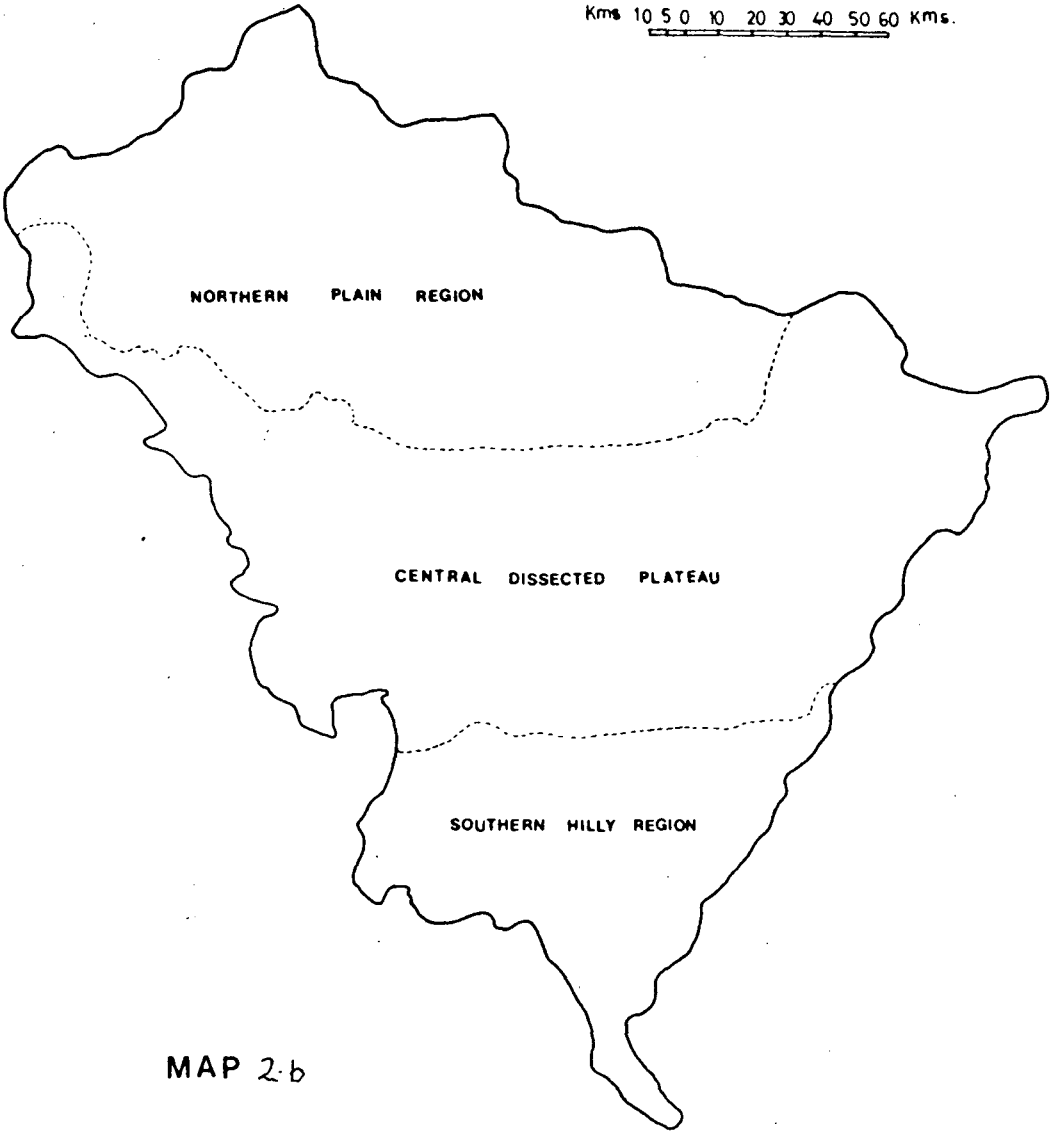 Kms 10 5 0 10 20 30 40 50 60 Kms.
NORTHERN PLAIN REGION
CENTRAL DISSECTED PLATEAU
SOUTHERN HILLY REGION
MAP 2.b